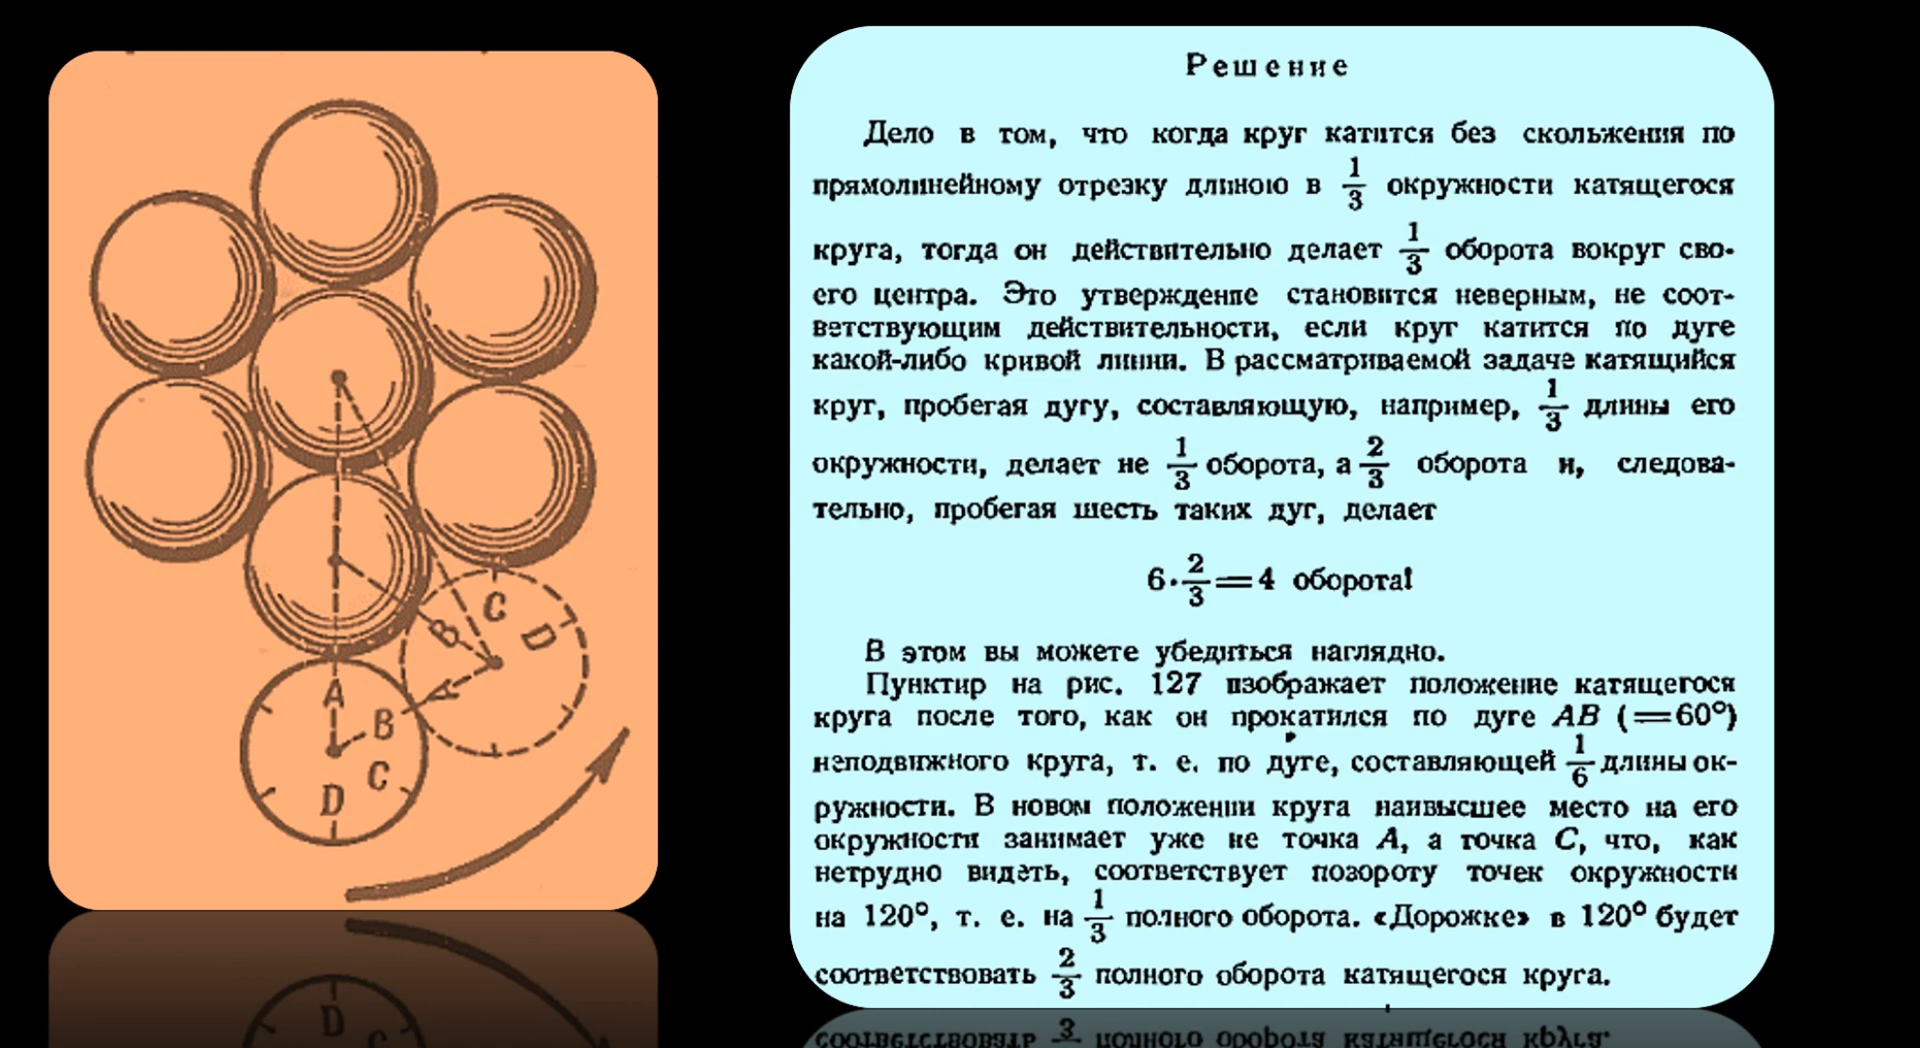 Решение
Дело в том, что когда круг катится без скольжения по
прямолинейному отрезку длиною в 1/3 окружности катящегося
круга, тогда он действительно делает 1/3 оборота вокруг сво-
его центра. Это утверждение становится неверным, не соот-
ветствующим действительности, если круг катится по дуге
какой-либо кривой линии. В рассматриваемой задаче катящийся
круг, пробегая дугу, составляющую, например, 1/3 длины его
окружности, делает не 1/3 оборота, а 2/3 оборота и, следова-
тельно, пробегая шесть таких дуг, делает
6·2/3=4 оборота!
В этом вы можете убедиться наглядно.
Пунктир на рис. 127 изображает положение катящегося
круга после того, как он прокатился по дуге AB (=60°)
неподвижного круга, т. е. по дуге, составляющей 1/6 длины ок-
ружности. В новом положении круга наивысшее место на его
окружности занимает уже не точка A, а точка C, что, как
нетрудно видеть, соответствует повороту точек окружности
на 120°, т. е. на 1/3 полного оборота. «Дорожке» в 120° будет
соответствовать 2/3 полного оборота катящегося круга.
C
B
D
A
A
B
C
D